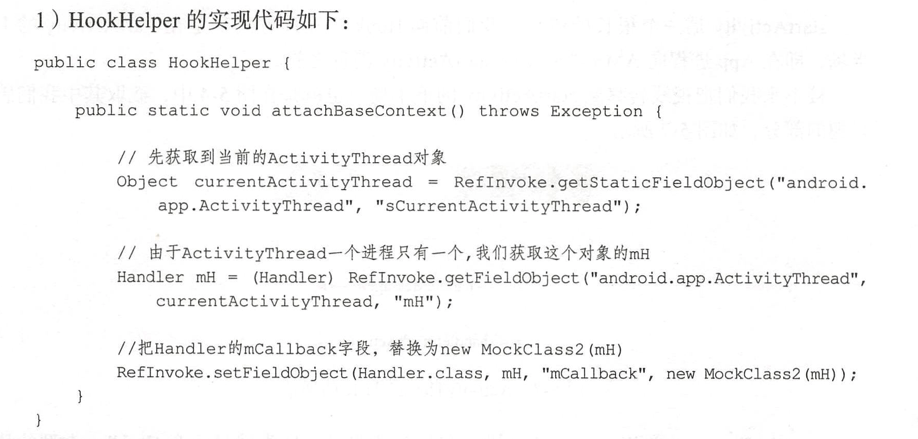 1）HookHelper 的实现代码如下：
public class HookHelper {
public static void attachBaseContext() throws Exception {
// 先获取到当前的ActivityThread对象
Object currentActivityThread = RefInvoke.getStaticFieldObject("android.
app.ActivityThread", "sCurrentActivityThread");
// 由于ActivityThread一个进程只有一个,我们获取这个对象的mH
Handler mH = (Handler) RefInvoke.getFieldObject("android.app.ActivityThread",
currentActivityThread, "mH");
//把Handler的mCallback字段，替换为new MockClass2(mH)
RefInvoke.setFieldObject(Handler.class, mH, "mCallback", new MockClass2(mH));
}
}